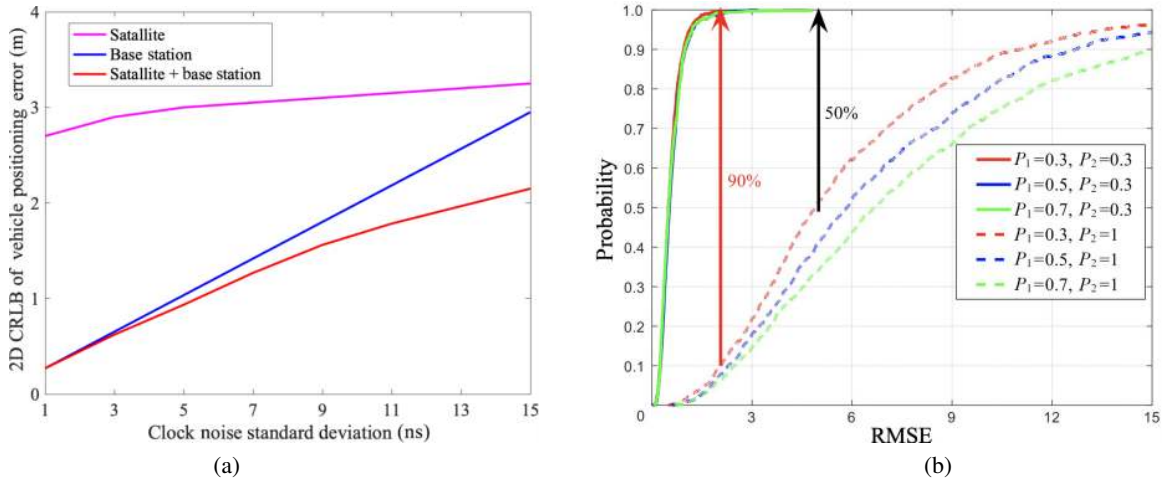 4
3
2
1
0
2D CRLB of vehicle positioning error (m)
Satallite
Base station
Satallite + base station
1 3 5 7 9 11 13 15
Clock noise standard deviation (ns)
(a)
1.0
0.9
0.8
0.7
0.6
0.5
0.4
0.3
0.2
0.1
Probability
50%
90%
P1=0.3, P2=0.3
P1=0.5, P2=0.3
P1=0.7, P2=0.3
P1=0.3, P2=1
P1=0.5, P2=1
P1=0.7, P2=1
0 3 6 9 12 15
RMSE
(b)